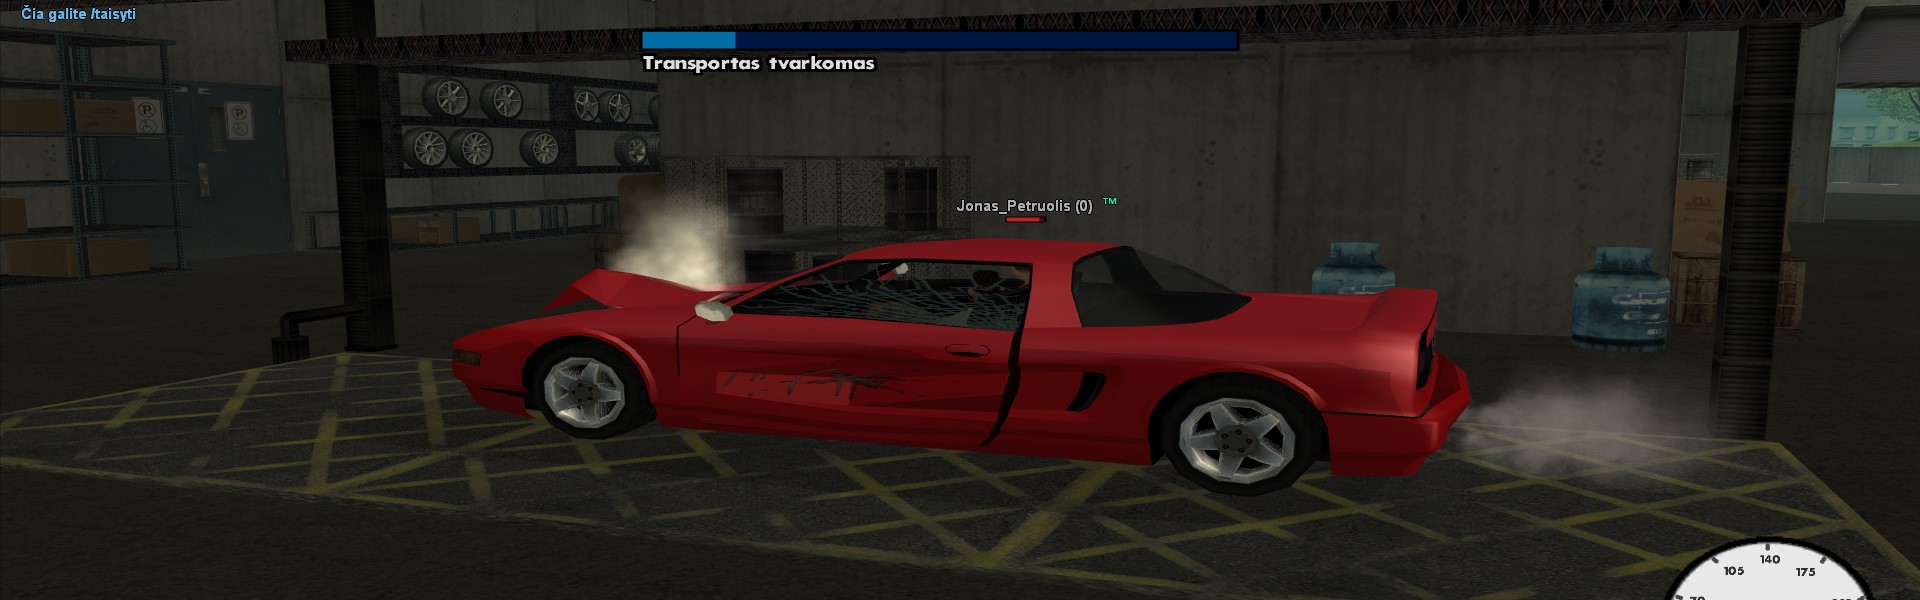 Čia galite /taisyti
Transportas tvarkomas
Jonas_Petruolis (0) ™
105
140
175